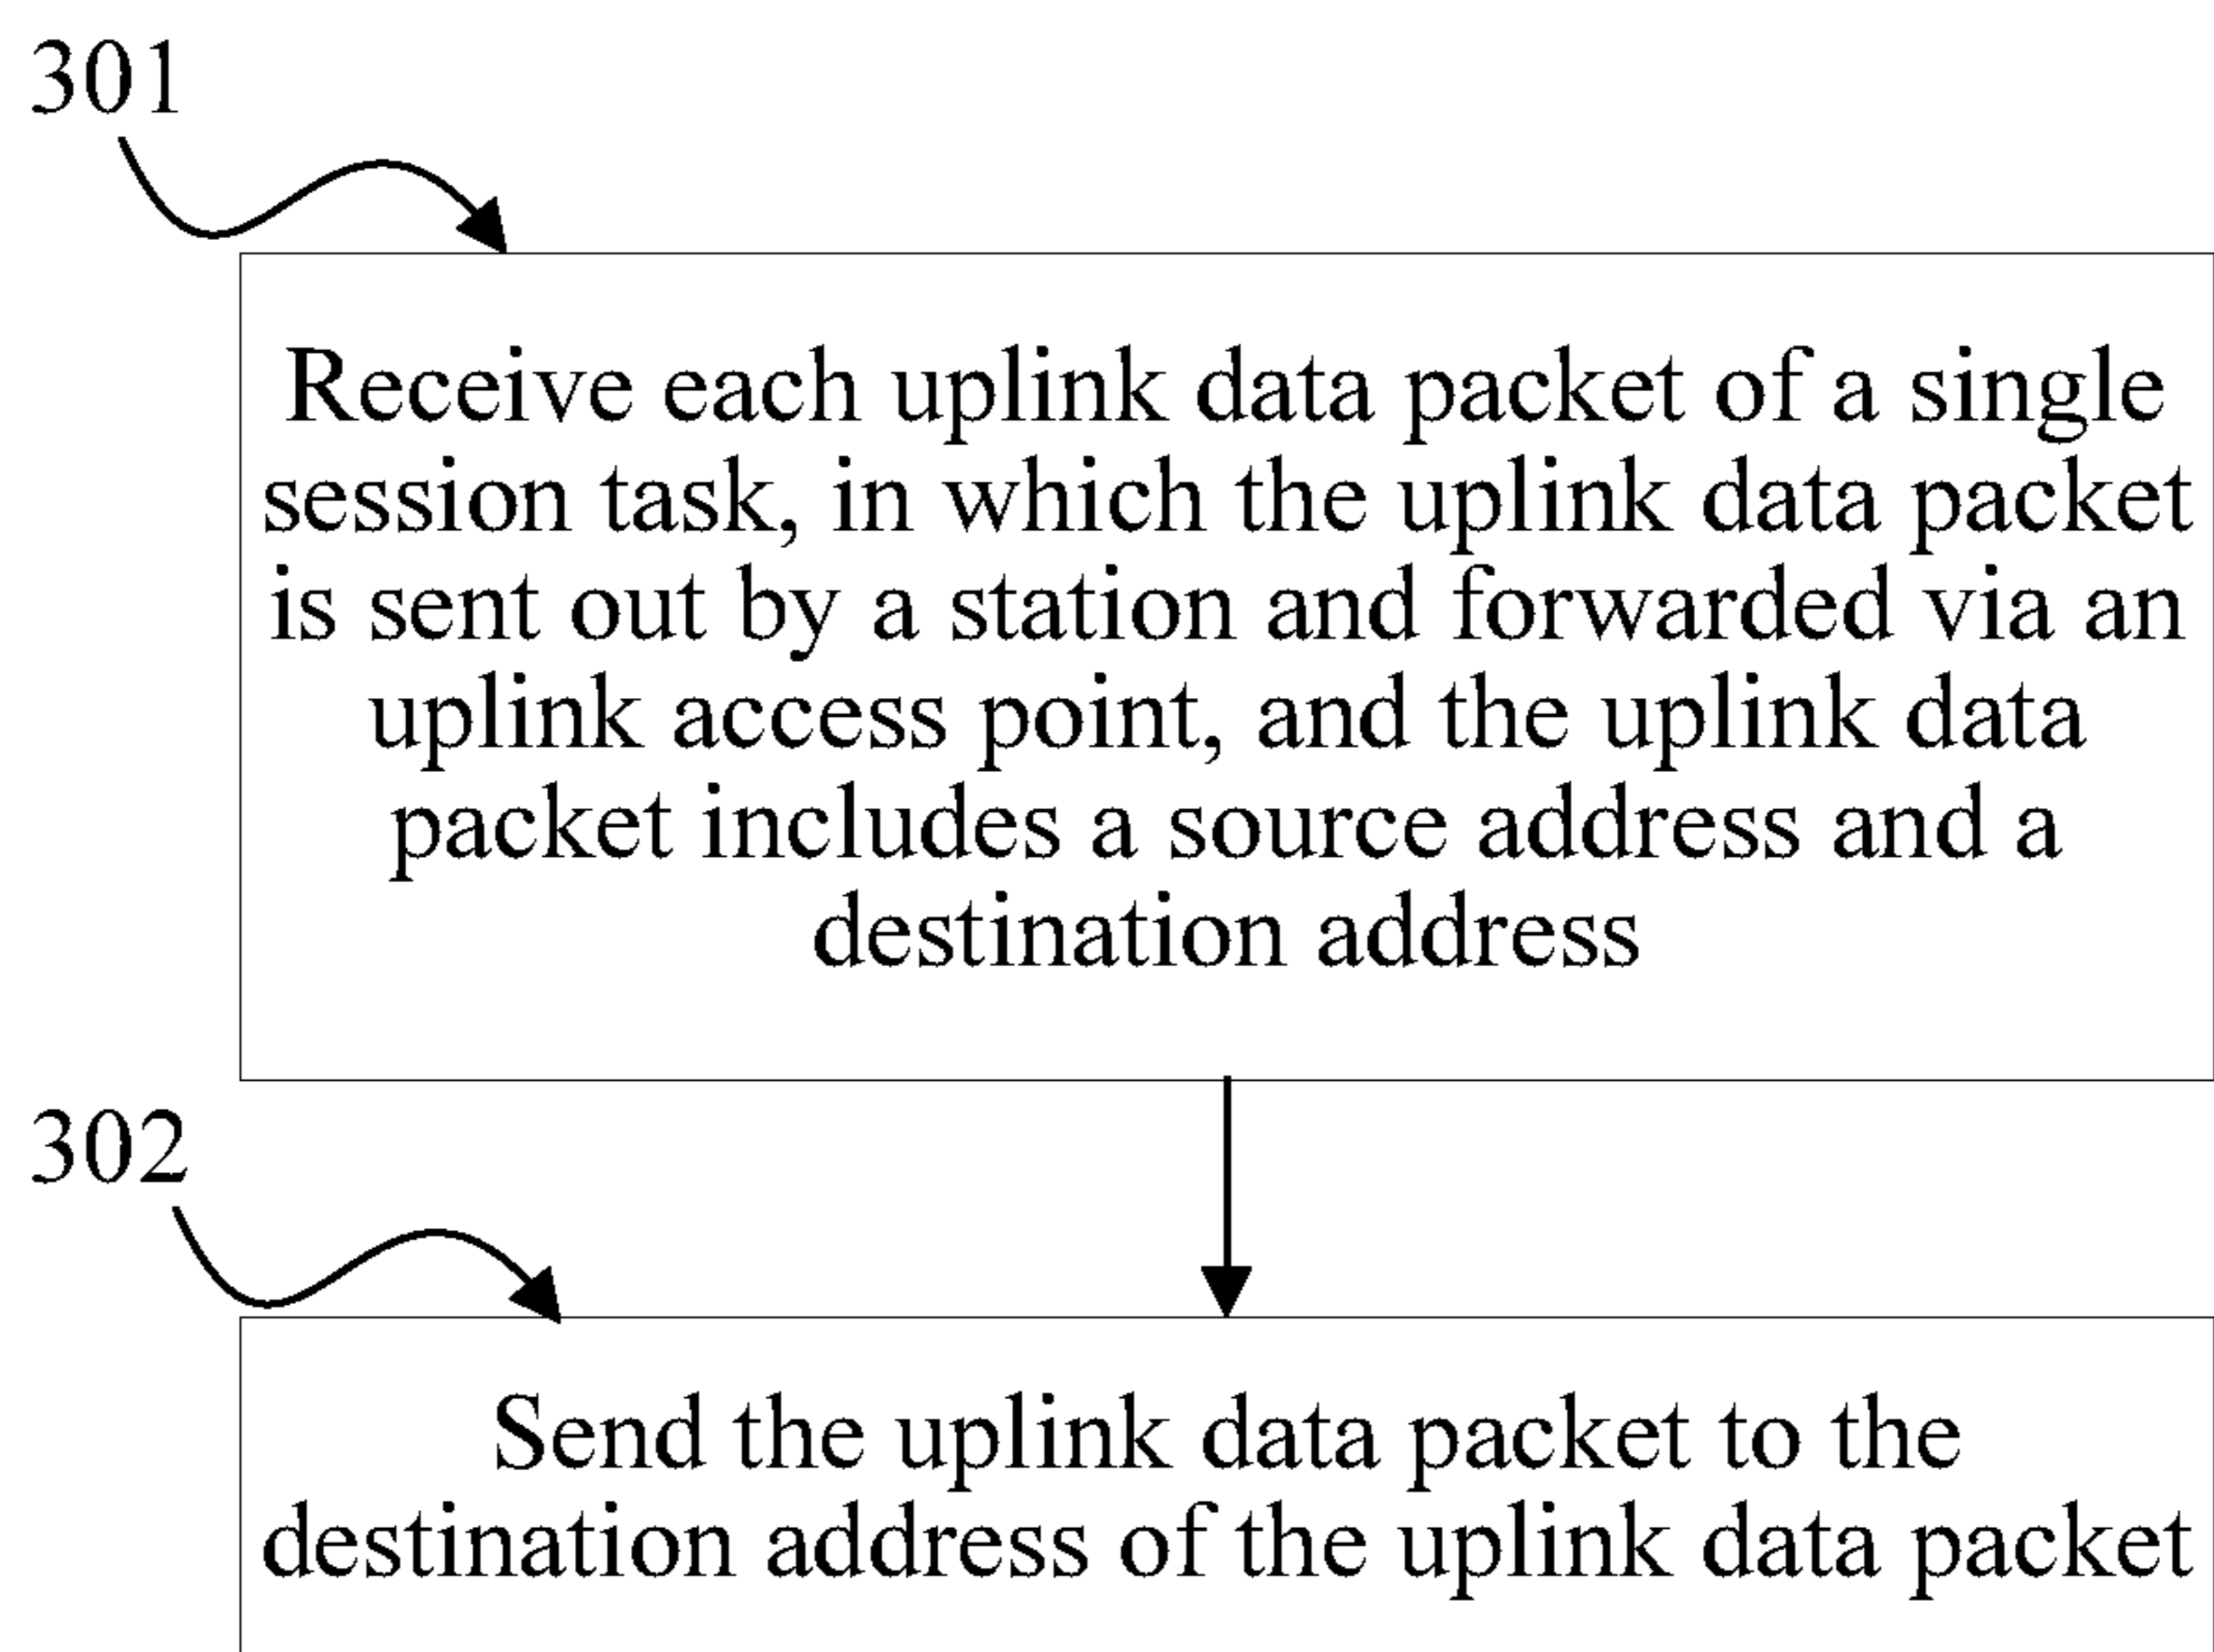 301
Receive each uplink data packet of a single
session task, in which the uplink data packet
is sent out by a station and forwarded via an
uplink access point, and the uplink data
packet includes a source address and a
destination address
302
Send the uplink data packet to the
destination address of the uplink data packet